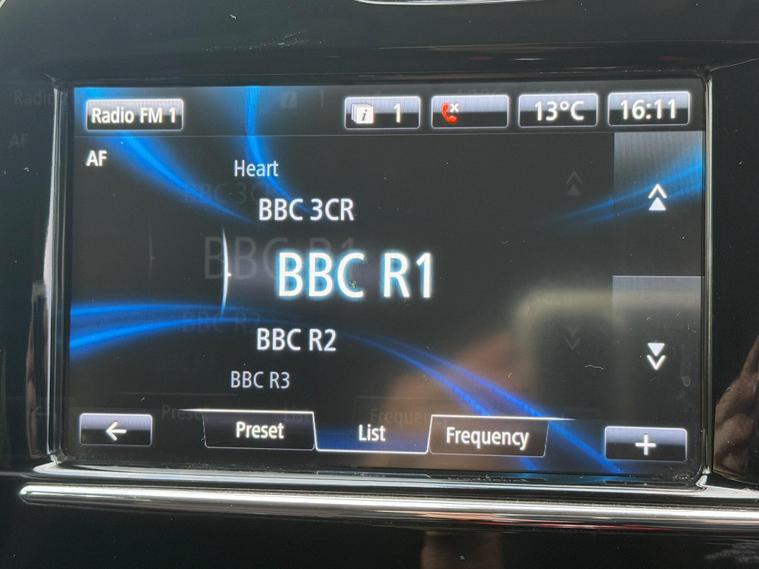 Radio FM 1
i 1
13°C
16:11
AF
Heart
BBC 3CR
BBC R1
BBC R2
BBC R3
Preset
List
Frequency
+